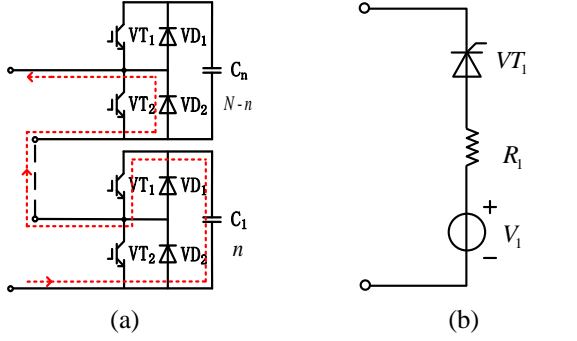 VT₁ VD₁ Cₙ
N-n
VT₂ VD₂
VT₁ VD₁ C₁
n
VT₂ VD₂
(a)
VT₁
R₁
+
V₁
−
(b)